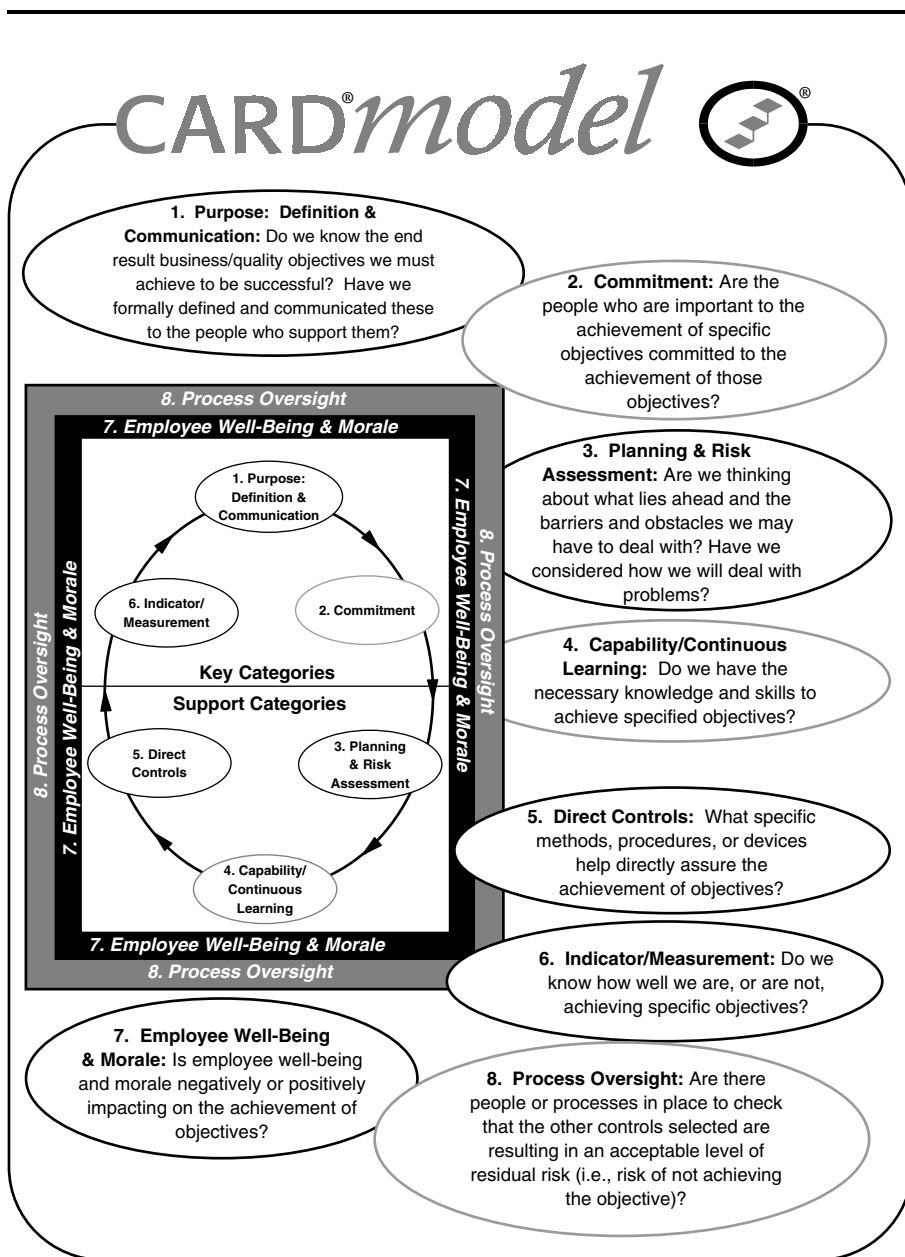 CARD®model ®
1. Purpose: Definition &
Communication: Do we know the end
result business/quality objectives we must
achieve to be successful? Have we
formally defined and communicated these
to the people who support them?
2. Commitment: Are the
people who are important to the
achievement of specific
objectives committed to the
achievement of those
objectives?
3. Planning & Risk
Assessment: Are we thinking
about what lies ahead and the
barriers and obstacles we may
have to deal with? Have we
considered how we will deal with
problems?
4. Capability/Continuous
Learning: Do we have the
necessary knowledge and skills to
achieve specified objectives?
5. Direct Controls: What specific
methods, procedures, or devices
help directly assure the
achievement of objectives?
6. Indicator/Measurement: Do we
know how well we are, or are not,
achieving specific objectives?
7. Employee Well-Being
& Morale: Is employee well-being
and morale negatively or positively
impacting on the achievement of
objectives?
8. Process Oversight: Are there
people or processes in place to check
that the other controls selected are
resulting in an acceptable level of
residual risk (i.e., risk of not achieving
the objective)?
8. Process Oversight
7. Employee Well-Being & Morale
8. Process Oversight
7. Employee Well-Being & Morale
7. Employee Well-Being & Morale
8. Process Oversight
1. Purpose:
Definition &
Communication
2. Commitment
6. Indicator/
Measurement
Key Categories
Support Categories
3. Planning
& Risk
Assessment
5. Direct
Controls
4. Capability/
Continuous
Learning
7. Employee Well-Being & Morale
8. Process Oversight